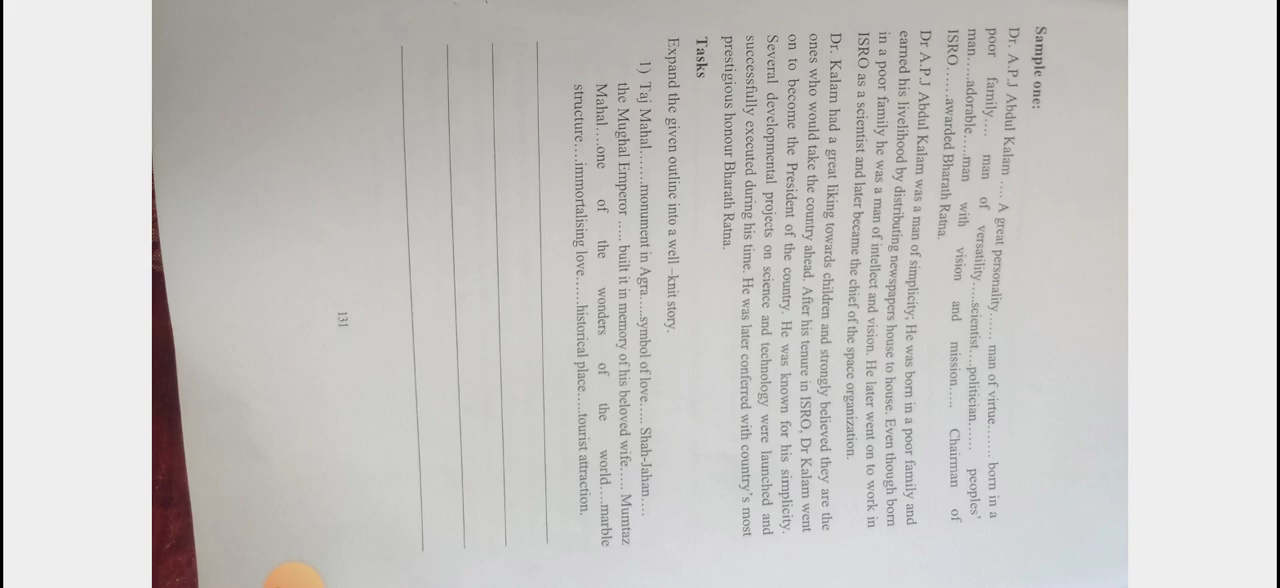 Sample one:
Dr. A.P.J Abdul Kalam .... A great personality...... man of virtue....... born in a
poor family.... man of versatility.....scientist....politician...... peoples'
man.....adorable.....man with vision and mission..... Chairman of
ISRO......awarded Bharath Ratna.
Dr A.P.J Abdul Kalam was a man of simplicity; He was born in a poor family and
earned his livelihood by distributing newspapers house to house. Even though born
in a poor family he was a man of intellect and vision. He later went on to work in
ISRO as a scientist and later became the chief of the space organization.
Dr. Kalam had a great liking towards children and strongly believed they are the
ones who would take the country ahead. After his tenure in ISRO, Dr Kalam went
on to become the President of the country. He was known for his simplicity.
Several developmental projects on science and technology were launched and
successfully executed during his time. He was later conferred with country's most
prestigious honour Bharath Ratna.
Tasks
Expand the given outline into a well –knit story.
1) Taj Mahal.......monument in Agra.....symbol of love..... Shah-Jahan....
the Mughal Emperor ..... built it in memory of his beloved wife..... Mumtaz
Mahal....one of the wonders of the world....marble
structure....immortalising love......historical place.....tourist attraction.
131